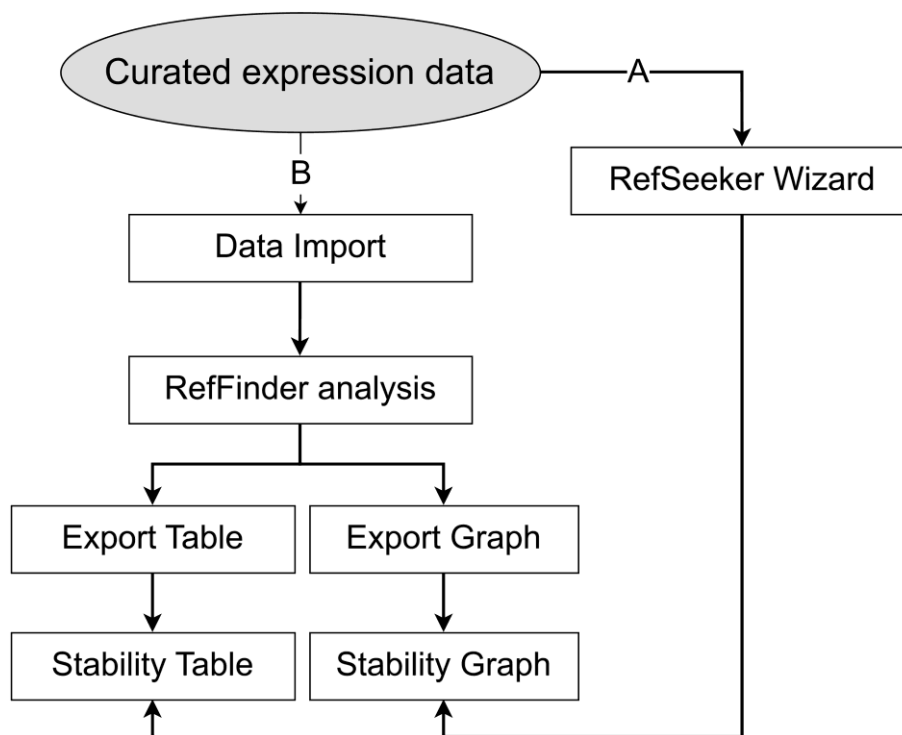 Curated expression data
A
B
RefSeeker Wizard
Data Import
RefFinder analysis
Export Table
Export Graph
Stability Table
Stability Graph